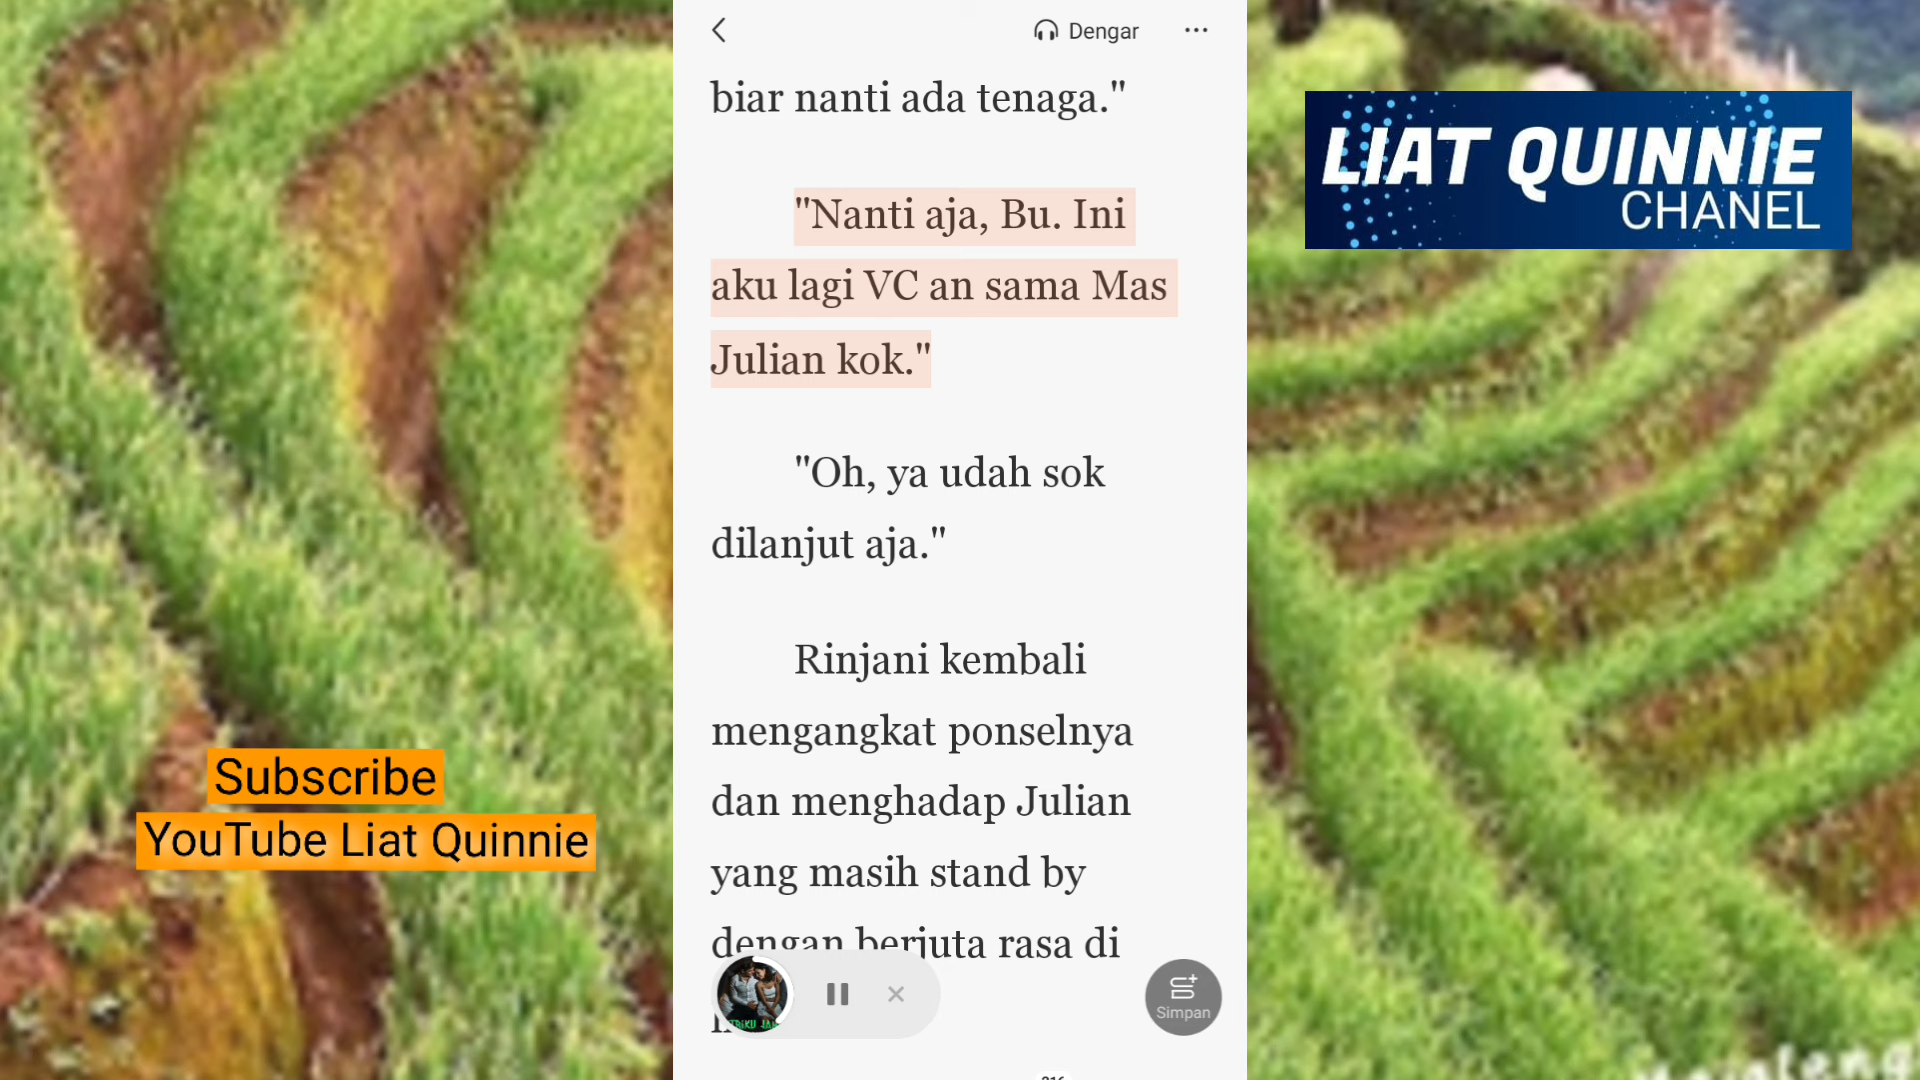 Dengar
biar nanti ada tenaga."
"Nanti aja, Bu. Ini
aku lagi VC an sama Mas
Julian kok."
"Oh, ya udah sok
dilanjut aja."
Rinjani kembali
mengangkat ponselnya
dan menghadap Julian
yang masih stand by
dengan berjuta rasa di
Simpan
LIAT QUINNIE
CHANEL
Subscribe
YouTube Liat Quinnie